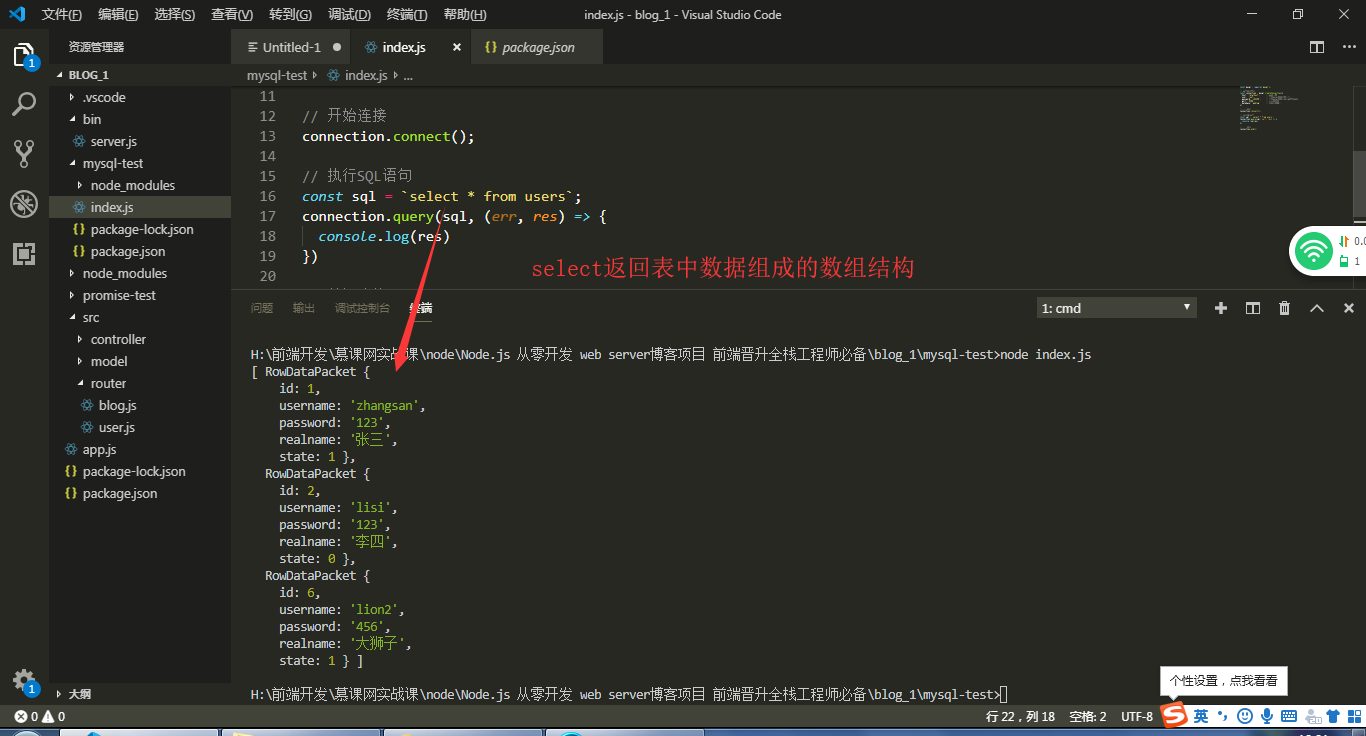 文件(F) 编辑(E) 选择(S) 查看(V) 转到(G) 调试(D) 终端(T) 帮助(H) index.js - blog_1 - Visual Studio Code
资源管理器
Untitled-1 index.js package.json
BLOG_1
.vscode
bin
server.js
mysql-test
node_modules
index.js
package-lock.json
package.json
node_modules
promise-test
src
controller
model
router
blog.js
user.js
app.js
package-lock.json
package.json
大纲
mysql-test index.js ...
11
12 // 开始连接
13 connection.connect();
14
15 // 执行SQL语句
16 const sql = `select * from users`;
17 connection.query(sql, (err, res) => {
18 console.log(res)
19 })
20
select返回表中数据组成的数组结构
0.0
1
问题 输出 调试控制台 终端 1: cmd
H:\前端开发\慕课网实战课\node\Node.js 从零开发 web server博客项目 前端晋升全栈工程师必备\blog_1\mysql-test>node index.js
[ RowDataPacket {
id: 1,
username: 'zhangsan',
password: '123',
realname: '张三',
state: 1 },
RowDataPacket {
id: 2,
username: 'lisi',
password: '123',
realname: '李四',
state: 0 },
RowDataPacket {
id: 6,
username: 'lion2',
password: '456',
realname: '大狮子',
state: 1 } ]
H:\前端开发\慕课网实战课\node\Node.js 从零开发 web server博客项目 前端晋升全栈工程师必备\blog_1\mysql-test>
个性设置，点我看看
1
1
0 0 行 22，列 18 空格: 2 UTF-8 英